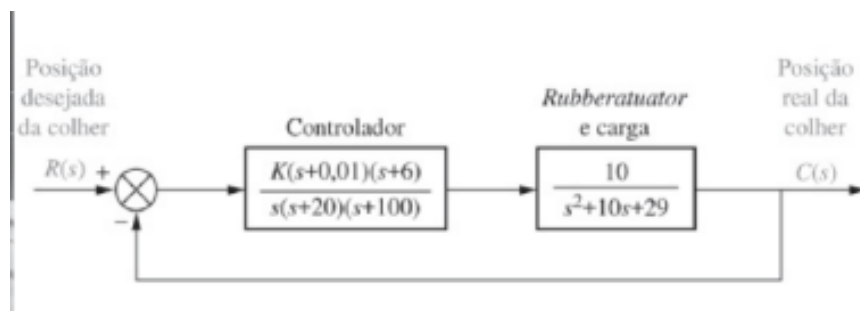 Posição
desejada
da colher
R(s) +
−
Controlador
K(s+0,01)(s+6)
s(s+20)(s+100)
Rubberatuator
e carga
10
s²+10s+29
Posição
real da
colher
C(s)